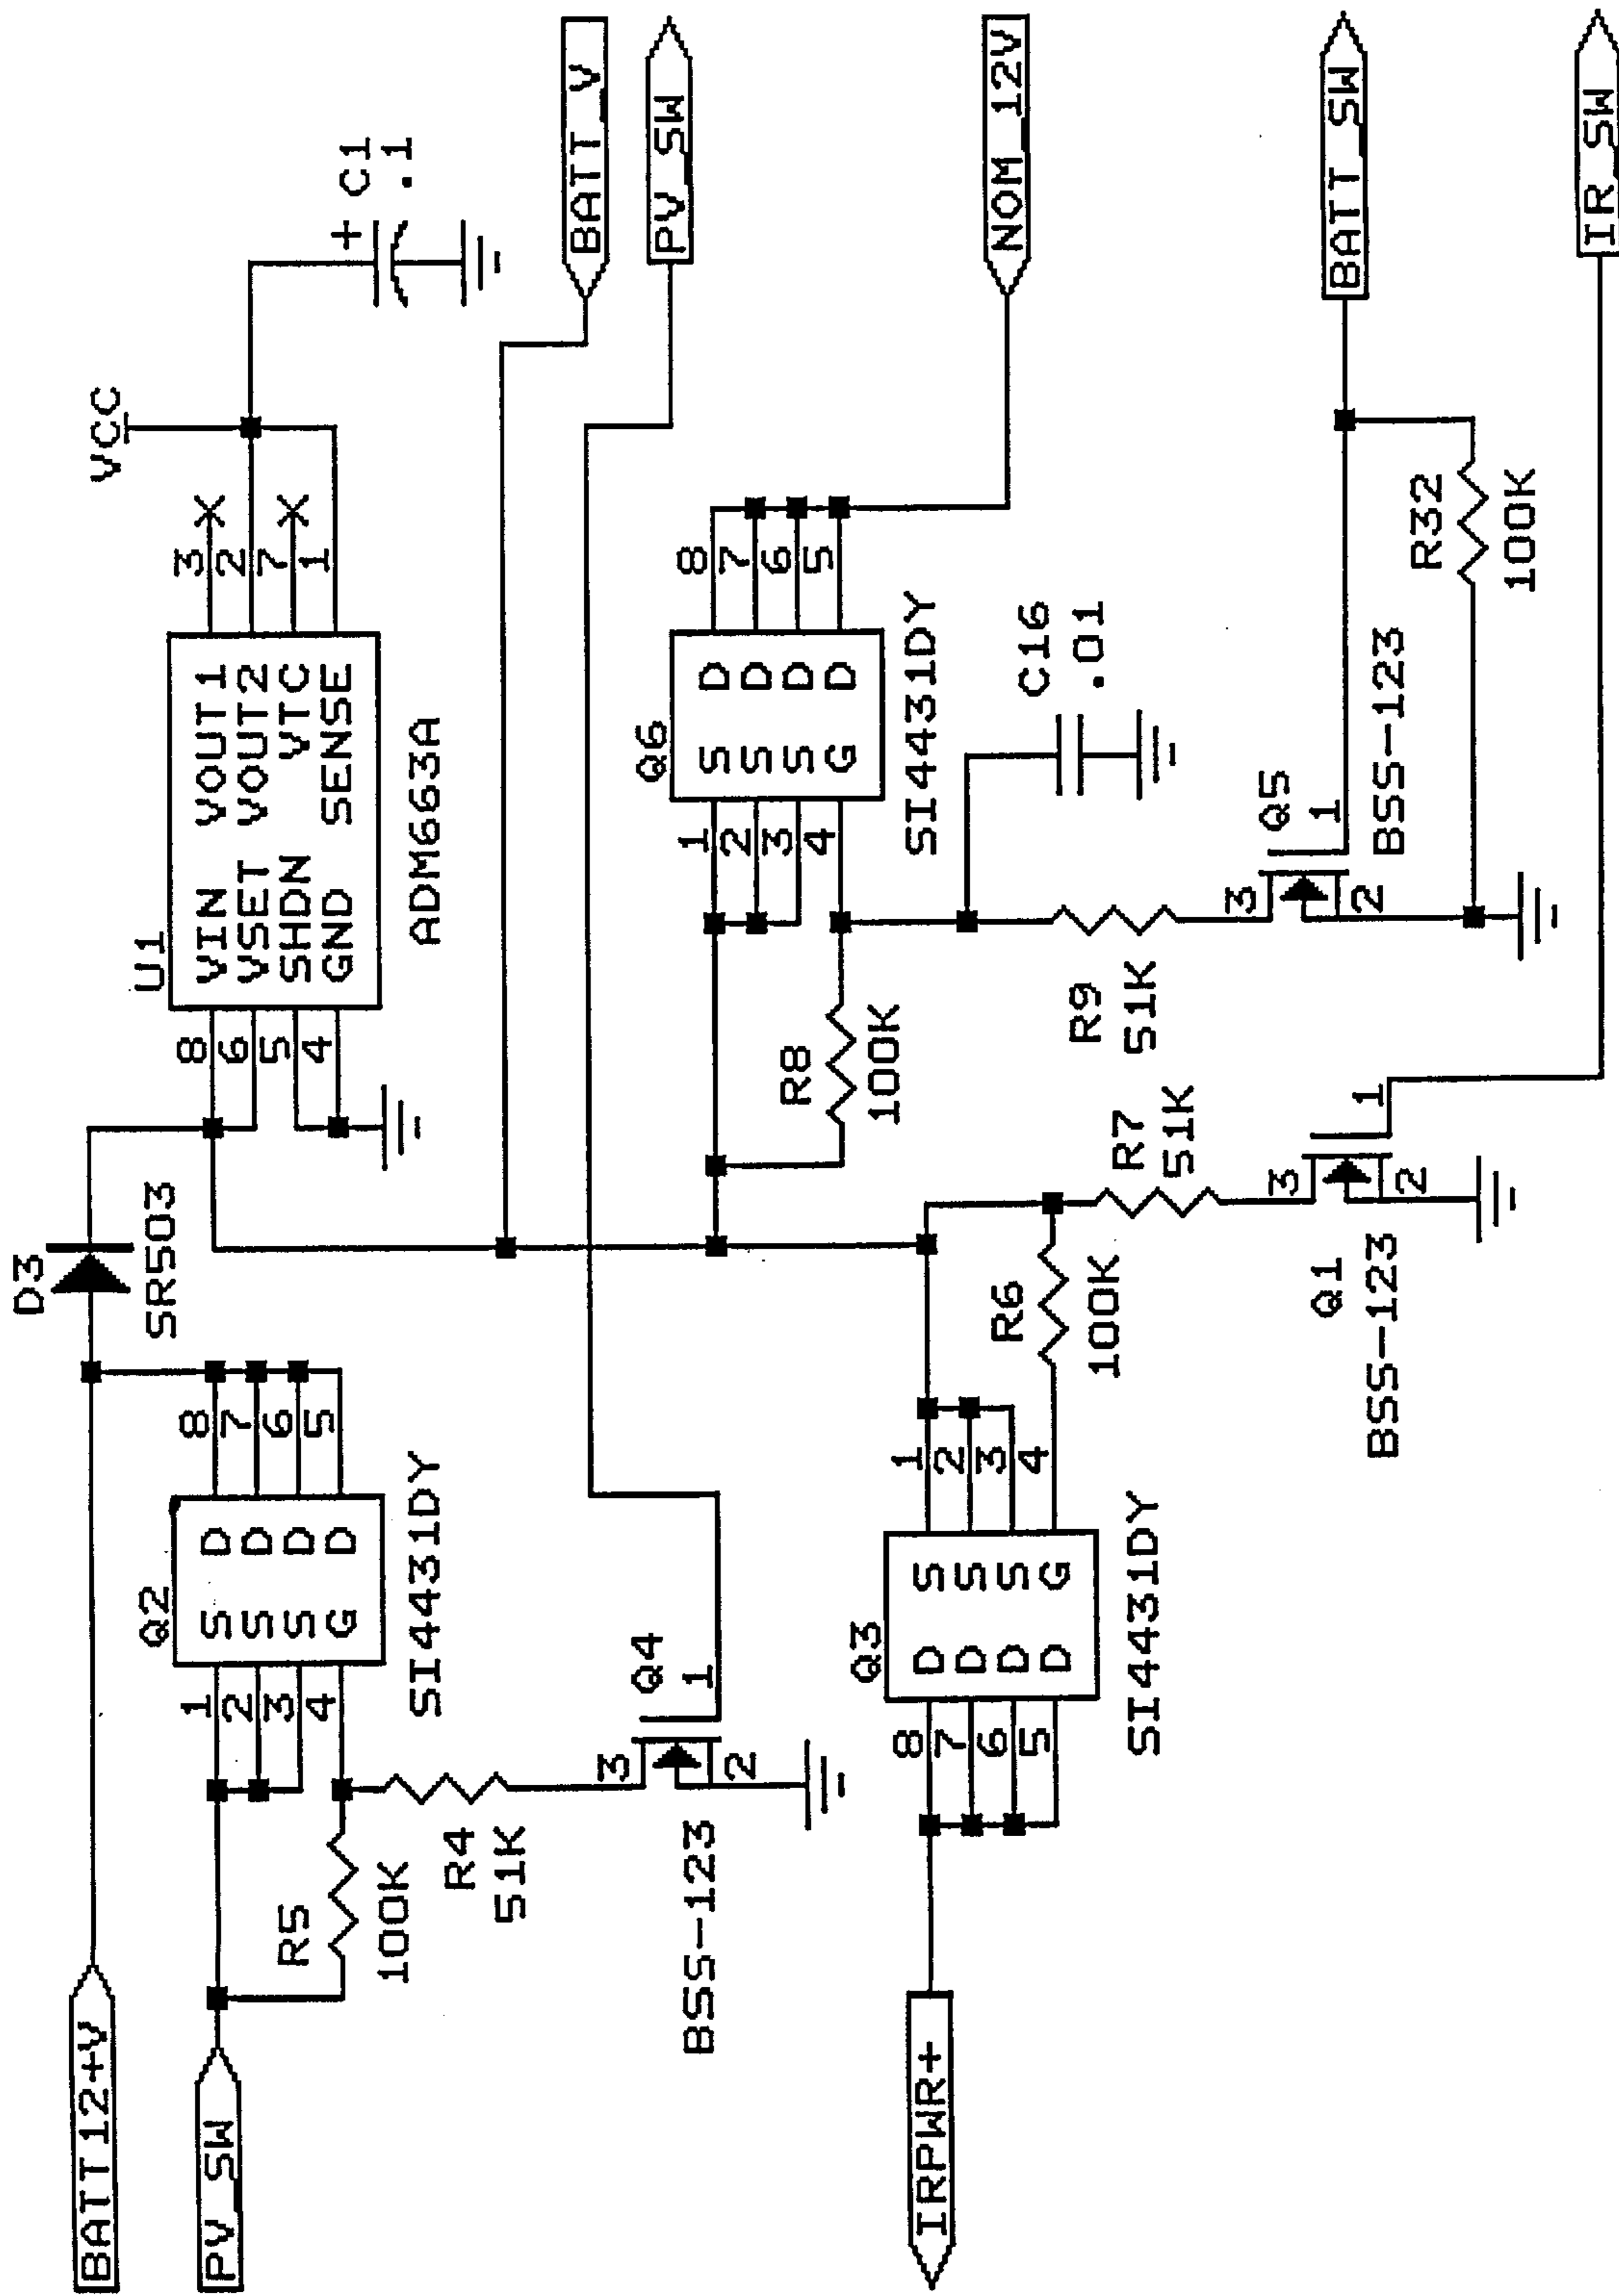 BATT12+V
PV_SW
IRPWR+
D3
SR503
U1
8 VIN VOUT1 3
6 VSET VOUT2 2
5 SHDN VTC 7
4 GND SENSE 1
ADM663A
VCC
+ C1
.1
BATT_V
PV_SW
NOM_12V
BATT_SW
IR_SW
Q2
1 S D 8
2 S D 7
3 S D 6
4 G D 5
SI4431DY
R5
100K
R4
51K
Q4
3
1
2
BSS-123
Q3
8 D S 1
7 D S 2
6 D S 3
5 D G 4
SI4431DY
R6
100K
R7
51K
Q1
3
1
2
BSS-123
Q6
1 S D 8
2 S D 7
3 S D 6
4 G D 5
SI4431DY
R8
100K
C16
.01
R9
51K
Q5
3
1
2
BSS-123
R32
100K